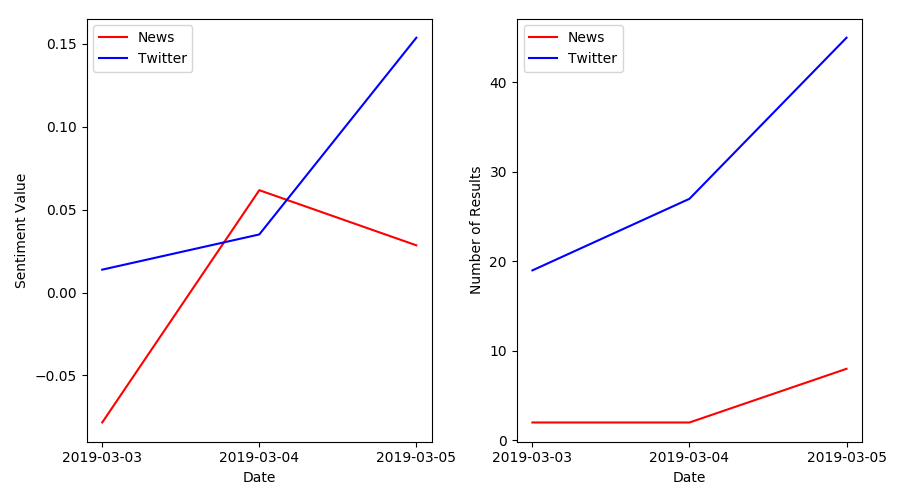 News
Twitter
0.15
0.10
0.05
0.00
−0.05
Sentiment Value
2019-03-03 2019-03-04 2019-03-05
Date
News
Twitter
40
30
20
10
0
Number of Results
2019-03-03 2019-03-04 2019-03-05
Date